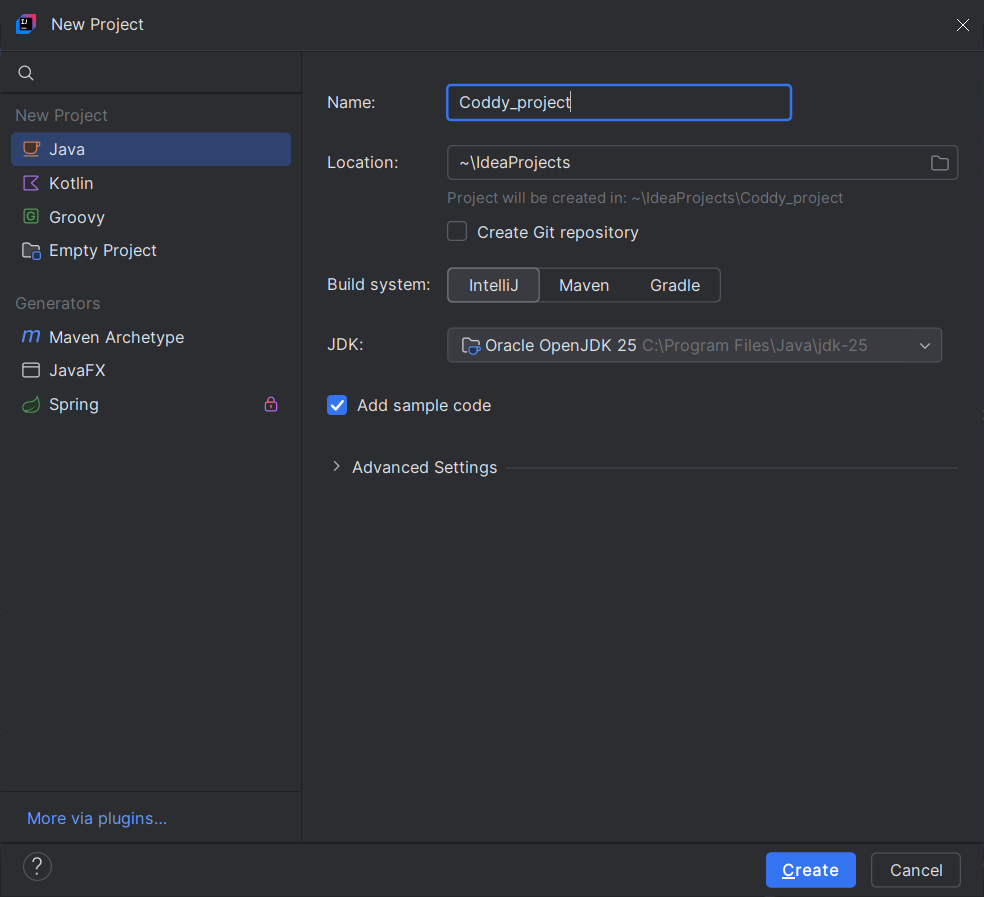 New Project
New Project
Java
Kotlin
Groovy
Empty Project
Generators
Maven Archetype
JavaFX
Spring
More via plugins...
Name:
Coddy_project
Location:
~\IdeaProjects
Project will be created in: ~\IdeaProjects\Coddy_project
Create Git repository
Build system:
IntelliJ Maven Gradle
JDK:
Oracle OpenJDK 25 C:\Program Files\Java\jdk-25
Add sample code
Advanced Settings
?
Create Cancel